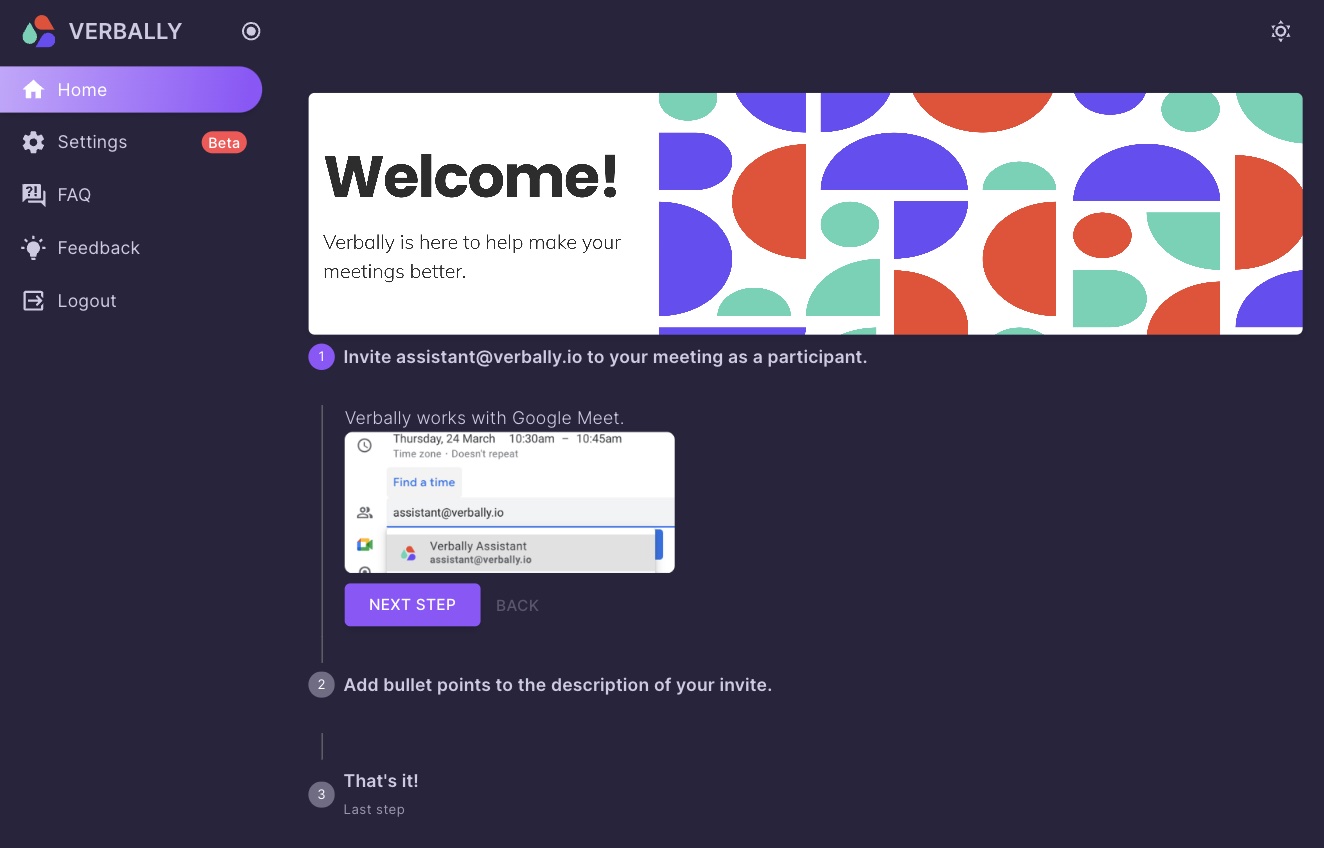 VERBALLY
Home
Settings
Beta
FAQ
Feedback
Logout
Welcome!
Verbally is here to help make your
meetings better.
1
Invite assistant@verbally.io to your meeting as a participant.
Verbally works with Google Meet.
Thursday, 24 March 10:30am – 10:45am
Time zone · Doesn't repeat
Find a time
assistant@verbally.io
Verbally Assistant
assistant@verbally.io
NEXT STEP
BACK
2
Add bullet points to the description of your invite.
3
That's it!
Last step